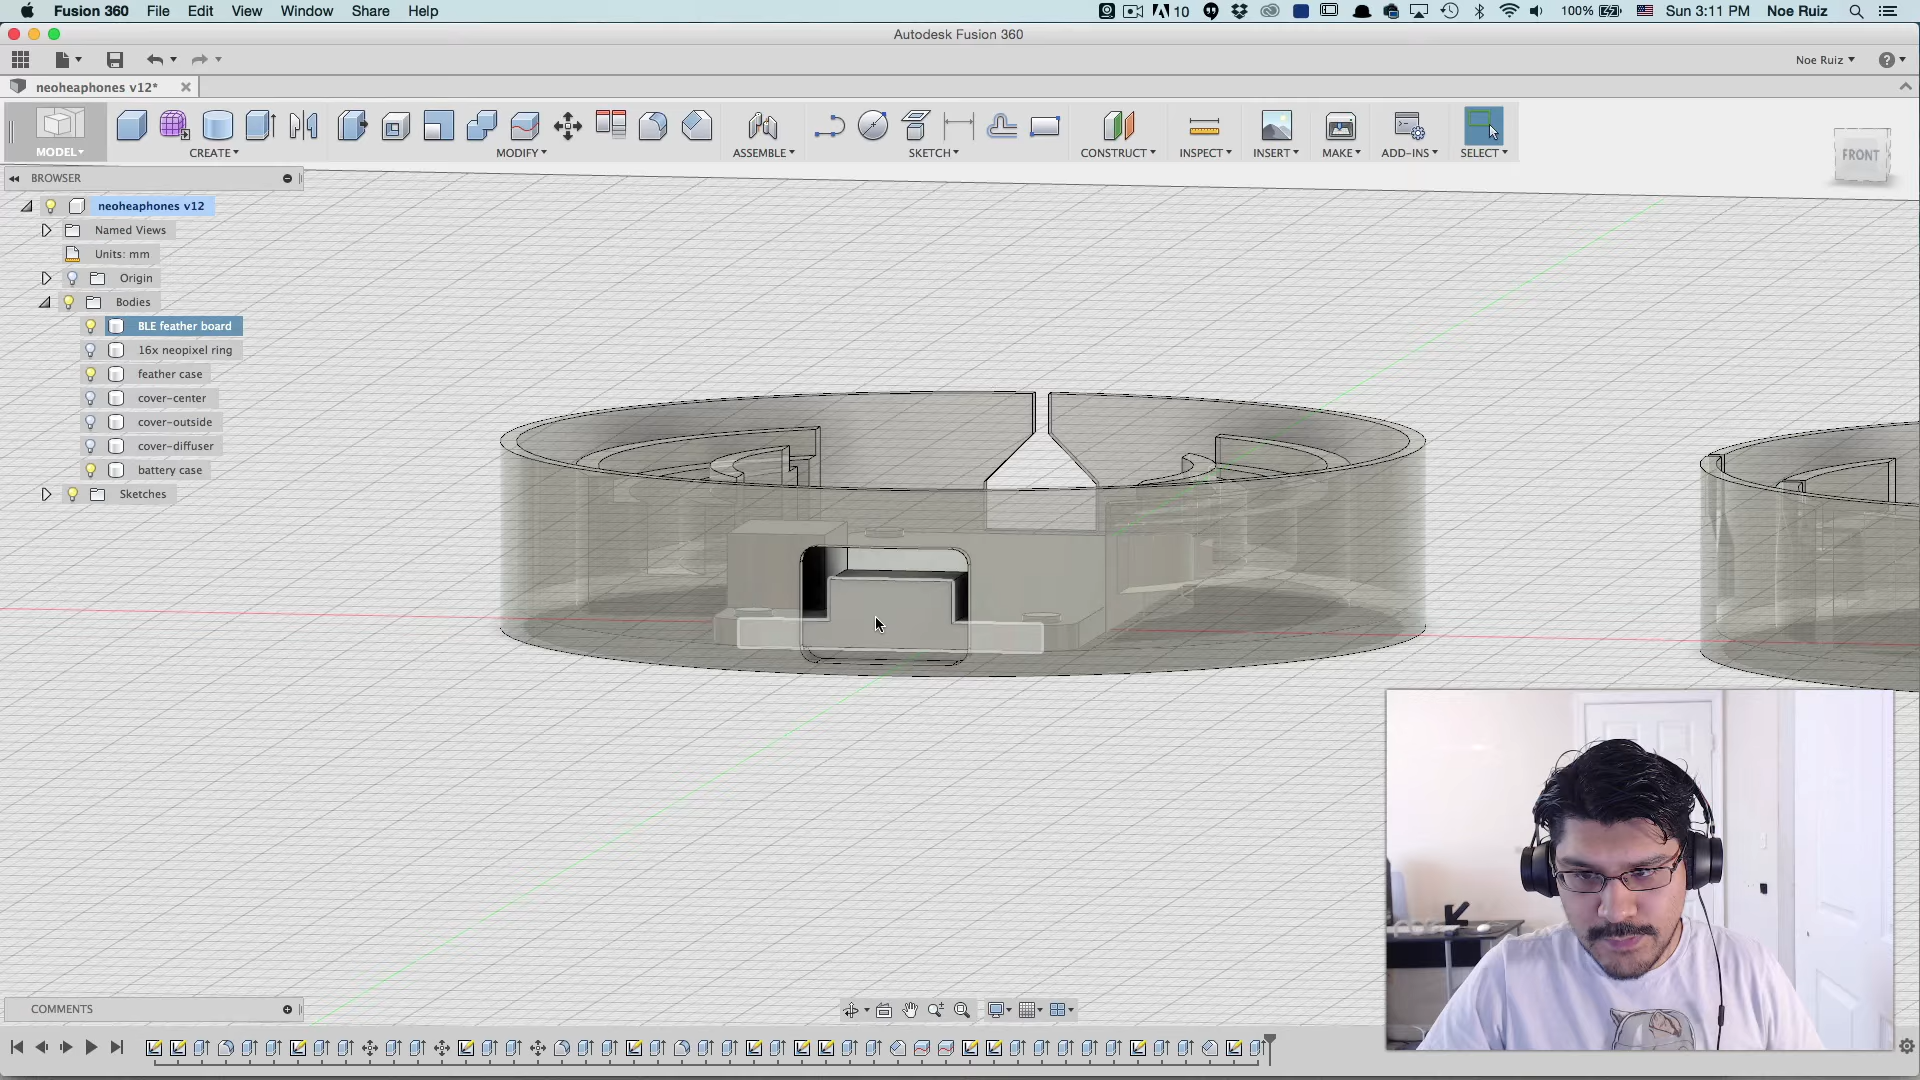 Fusion 360 File Edit View Window Share Help 10 100% Sun 3:11 PM Noe Ruiz
Autodesk Fusion 360
Noe Ruiz
neoheaphones v12*
MODEL CREATE MODIFY ASSEMBLE SKETCH CONSTRUCT INSPECT INSERT MAKE ADD-INS SELECT
FRONT
BROWSER
neoheaphones v12
Named Views
Units: mm
Origin
Bodies
BLE feather board
16x neopixel ring
feather case
cover-center
cover-outside
cover-diffuser
battery case
Sketches
COMMENTS